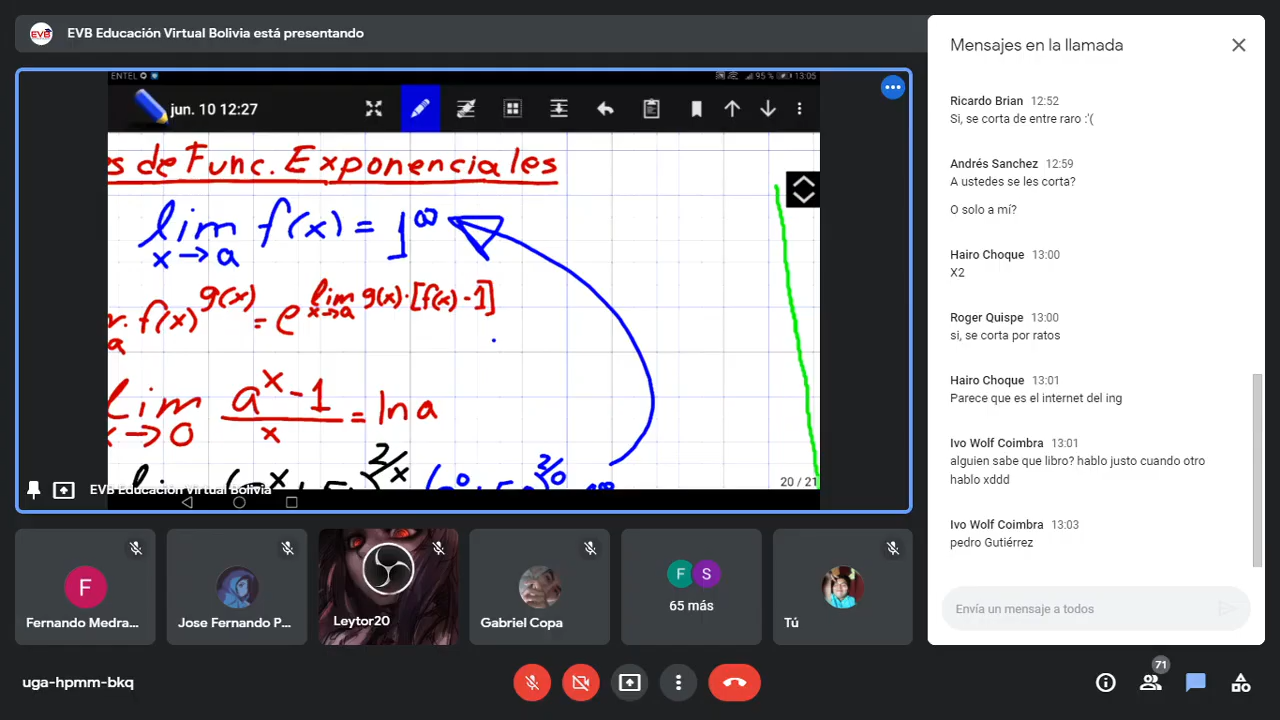 EVB EVB Educación Virtual Bolivia está presentando
ENTEL 95 % 13:05
jun. 10 12:27
s de Func. Exponenciales
lim f(x) = 1^∞
x→a
r. f(x)^g(x) = e^lim g(x)·[f(x)-1]
a x→a
lim a^x - 1 = ln a
x→0 x
2/x 2/0
EVB Educación Virtual Bolivia
20 / 21
F
Fernando Medra...
Jose Fernando P...
Leytor20
Gabriel Copa
F S
65 más
Tú
uga-hpmm-bkq
Mensajes en la llamada
Ricardo Brian 12:52
Si, se corta de entre raro :'(
Andrés Sanchez 12:59
A ustedes se les corta?
O solo a mí?
Hairo Choque 13:00
X2
Roger Quispe 13:00
si, se corta por ratos
Hairo Choque 13:01
Parece que es el internet del ing
Ivo Wolf Coimbra 13:01
alguien sabe que libro? hablo justo cuando otro
hablo xddd
Ivo Wolf Coimbra 13:03
pedro Gutiérrez
Envía un mensaje a todos
71